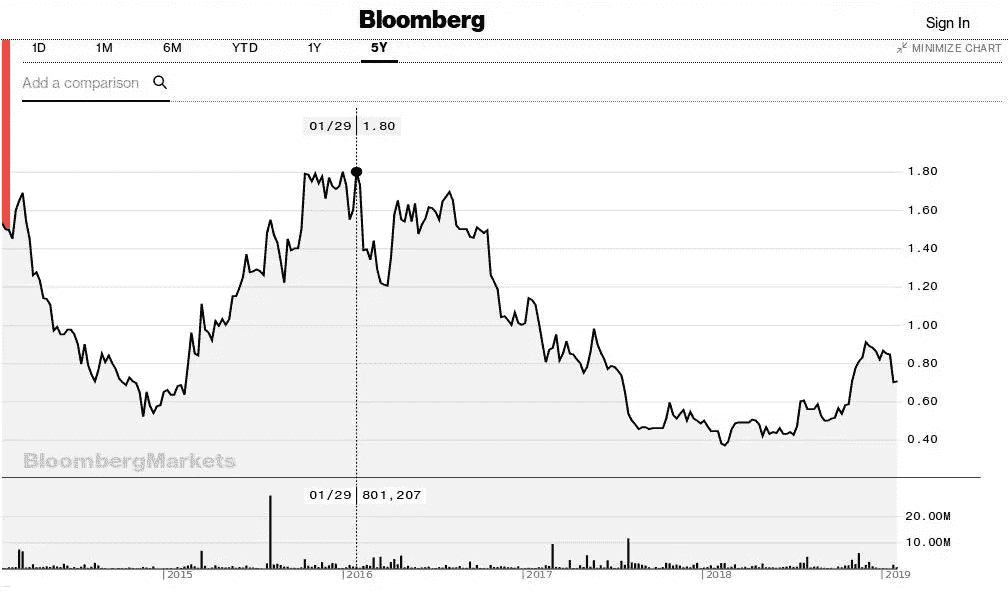 Bloomberg
Sign In
1D 1M 6M YTD 1Y 5Y
MINIMIZE CHART
Add a comparison
01/29 1.80
1.80
1.60
1.40
1.20
1.00
0.80
0.60
0.40
BloombergMarkets
01/29 801,207
20.00M
10.00M
2015 2016 2017 2018 2019